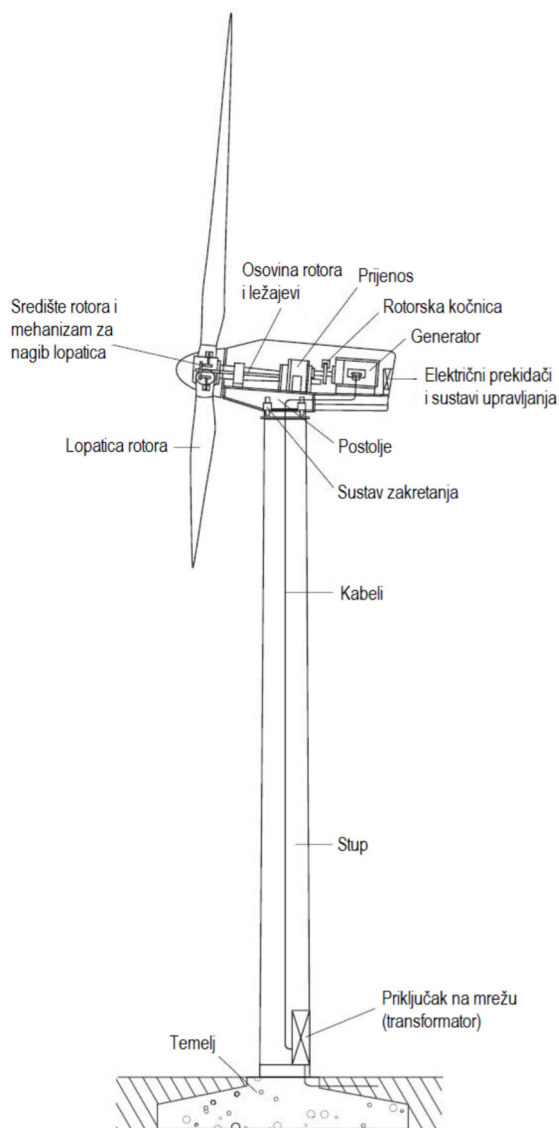 Osovina rotora
i ležajevi
Prijenos
Rotorska kočnica
Generator
Središte rotora i
mehanizam za
nagib lopatica
Električni prekidači
i sustavi upravljanja
Lopatica rotora
Postolje
Sustav zakretanja
Kabeli
Stup
Priključak na mrežu
(transformator)
Temelj